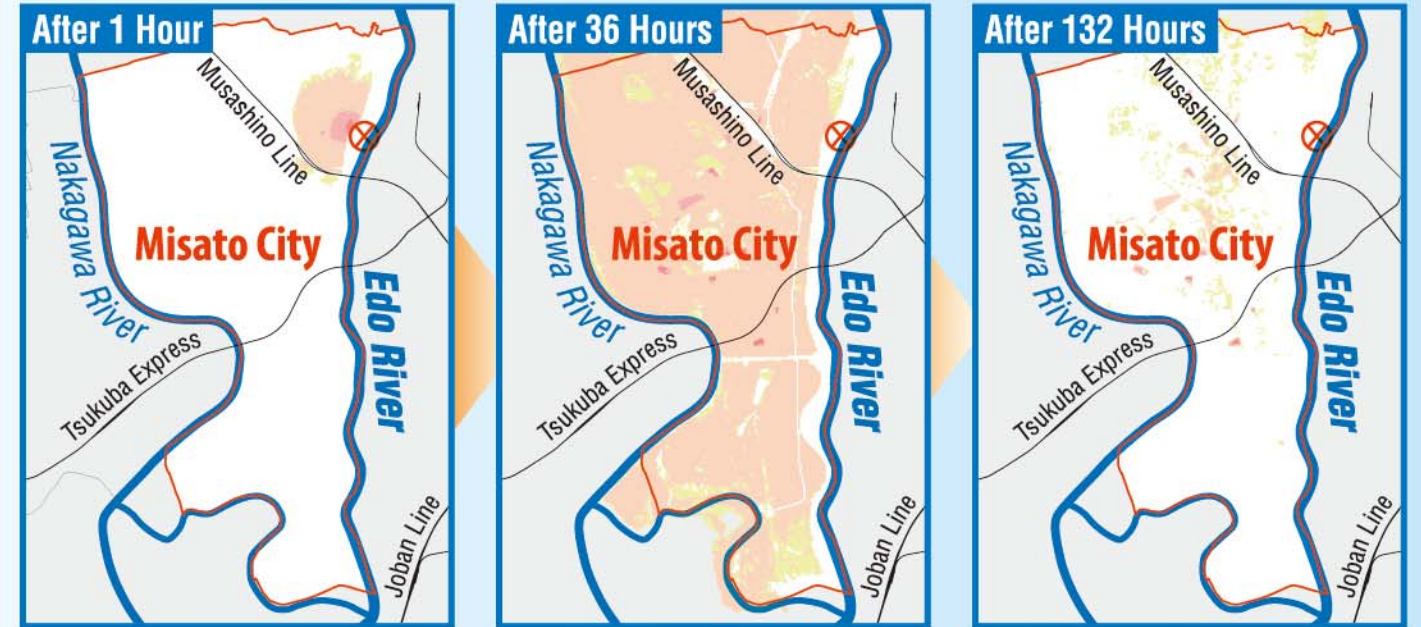 After 1 Hour
Musashino Line
Nakagawa River
Misato City
Edo River
Tsukuba Express
Joban Line
After 36 Hours
Musashino Line
Nakagawa River
Misato City
Edo River
Tsukuba Express
Joban Line
After 132 Hours
Musashino Line
Nakagawa River
Misato City
Edo River
Tsukuba Express
Joban Line